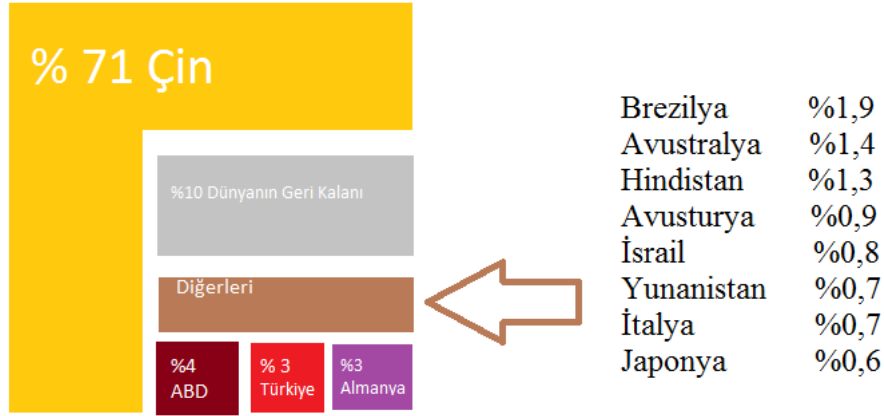 % 71 Çin
%10 Dünyanın Geri Kalanı
Diğerleri
%4
ABD
% 3
Türkiye
%3
Almanya
Brezilya %1,9
Avustralya %1,4
Hindistan %1,3
Avusturya %0,9
İsrail %0,8
Yunanistan %0,7
İtalya %0,7
Japonya %0,6